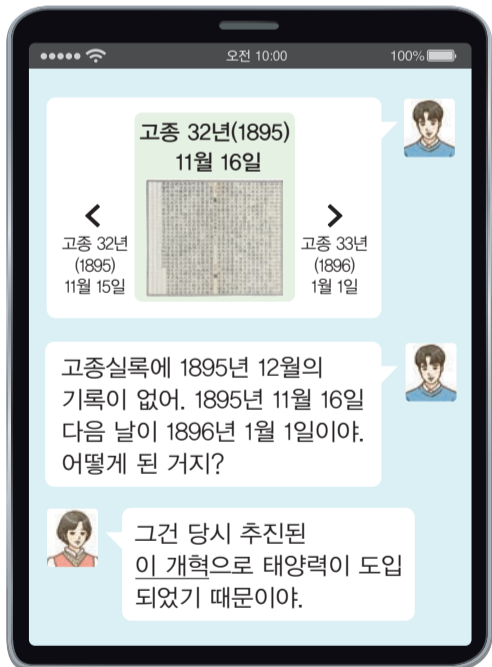 오전 10:00
100%
고종 32년(1895)
11월 16일
고종 32년
(1895)
11월 15일
고종 33년
(1896)
1월 1일
고종실록에 1895년 12월의
기록이 없어. 1895년 11월 16일
다음 날이 1896년 1월 1일이야.
어떻게 된 거지?
그건 당시 추진된
이 개혁으로 태양력이 도입
되었기 때문이야.